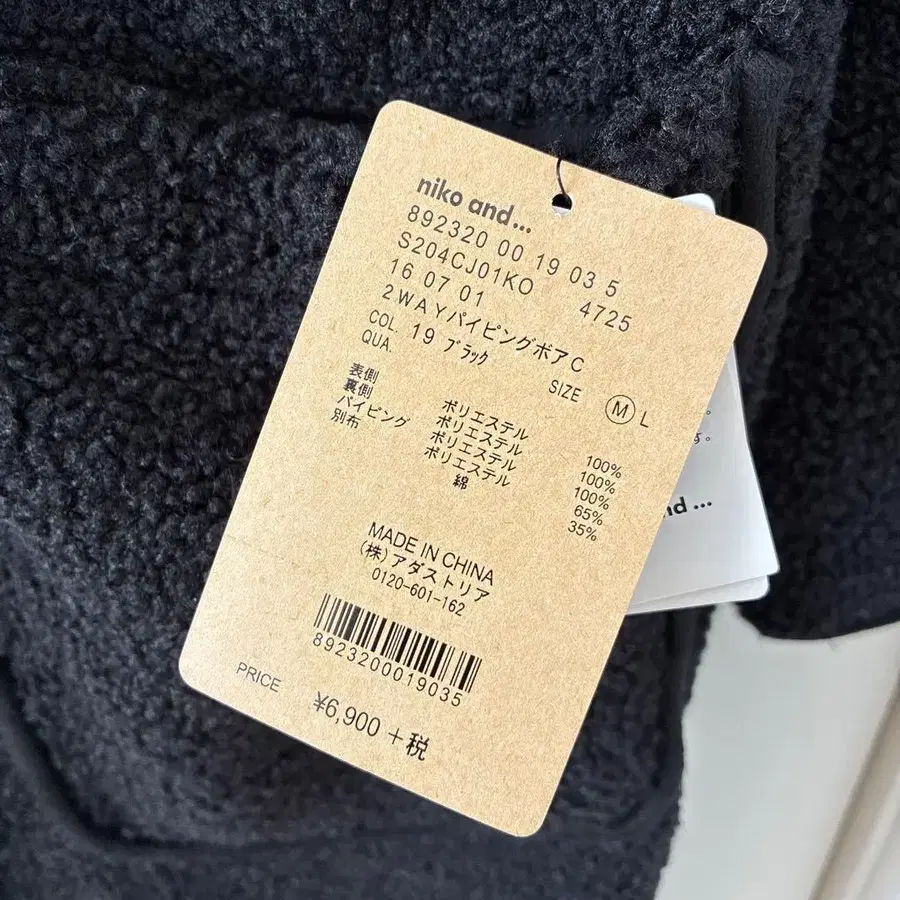 niko and...
892320 00 19 03 5
S204CJ01KO 4725
16 07 01
2WAYパイピングボアC
COL. 19 ブラック SIZE Ⓜ L
QUA.
表側 ポリエステル 100%
裏側 ポリエステル 100%
パイピング ポリエステル 100%
別布 ポリエステル 65%
綿 35%
MADE IN CHINA
(株)アダストリア
0120-601-162
8923200019035
PRICE ¥6,900 +税
。
す。
and...